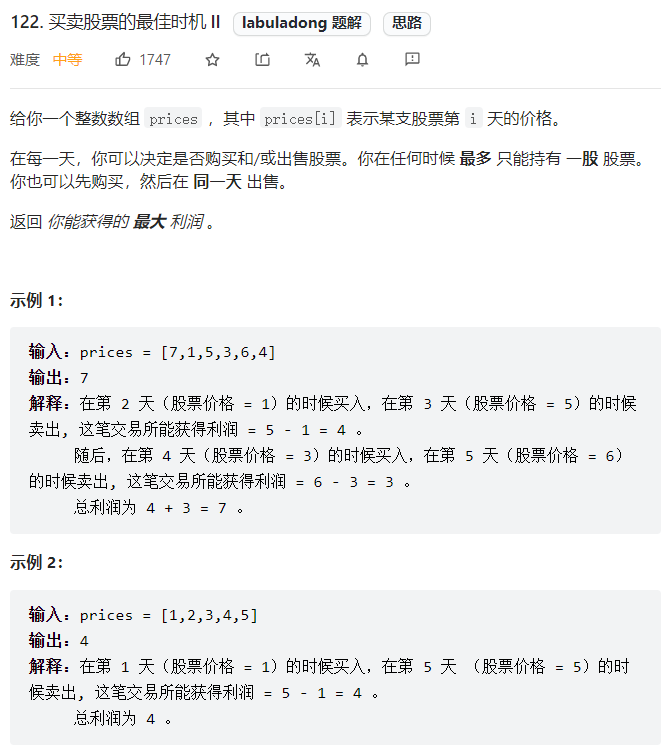 122. 买卖股票的最佳时机 II labuladong 题解 思路
难度 中等 1747
给你一个整数数组 prices ，其中 prices[i] 表示某支股票第 i 天的价格。
在每一天，你可以决定是否购买和/或出售股票。你在任何时候 最多 只能持有 一股 股票。
你也可以先购买，然后在 同一天 出售。
返回 你能获得的 最大 利润 。
示例 1：
输入：prices = [7,1,5,3,6,4]
输出：7
解释：在第 2 天（股票价格 = 1）的时候买入，在第 3 天（股票价格 = 5）的时候
卖出, 这笔交易所能获得利润 = 5 - 1 = 4 。
随后，在第 4 天（股票价格 = 3）的时候买入，在第 5 天（股票价格 = 6）
的时候卖出, 这笔交易所能获得利润 = 6 - 3 = 3 。
总利润为 4 + 3 = 7 。
示例 2：
输入：prices = [1,2,3,4,5]
输出：4
解释：在第 1 天（股票价格 = 1）的时候买入，在第 5 天 （股票价格 = 5）的时
候卖出, 这笔交易所能获得利润 = 5 - 1 = 4 。
总利润为 4 。